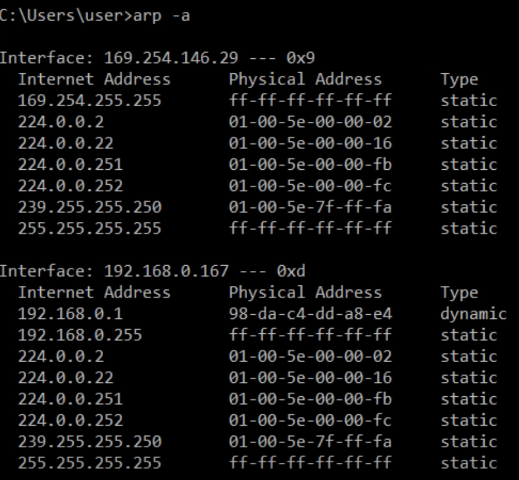 C:\Users\user>arp -a
Interface: 169.254.146.29 --- 0x9
Internet Address Physical Address Type
169.254.255.255 ff-ff-ff-ff-ff-ff static
224.0.0.2 01-00-5e-00-00-02 static
224.0.0.22 01-00-5e-00-00-16 static
224.0.0.251 01-00-5e-00-00-fb static
224.0.0.252 01-00-5e-00-00-fc static
239.255.255.250 01-00-5e-7f-ff-fa static
255.255.255.255 ff-ff-ff-ff-ff-ff static
Interface: 192.168.0.167 --- 0xd
Internet Address Physical Address Type
192.168.0.1 98-da-c4-dd-a8-e4 dynamic
192.168.0.255 ff-ff-ff-ff-ff-ff static
224.0.0.2 01-00-5e-00-00-02 static
224.0.0.22 01-00-5e-00-00-16 static
224.0.0.251 01-00-5e-00-00-fb static
224.0.0.252 01-00-5e-00-00-fc static
239.255.255.250 01-00-5e-7f-ff-fa static
255.255.255.255 ff-ff-ff-ff-ff-ff static